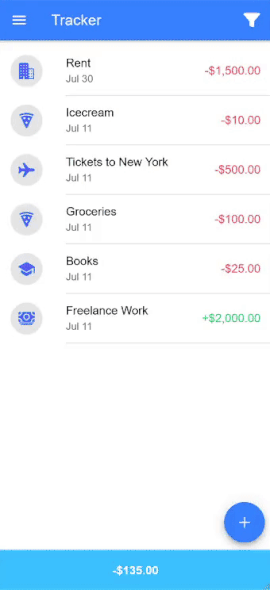 Tracker
Rent
Jul 30
-$1,500.00
Icecream
Jul 11
-$10.00
Tickets to New York
Jul 11
-$500.00
Groceries
Jul 11
-$100.00
Books
Jul 11
-$25.00
Freelance Work
Jul 11
+$2,000.00
-$135.00